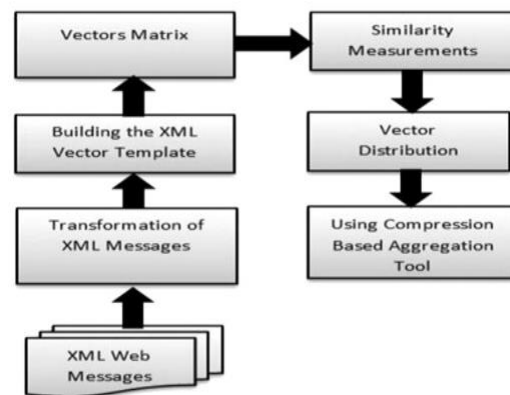 Vectors Matrix
Similarity
Measurements
Building the XML
Vector Template
Vector
Distribution
Transformation of
XML Messages
Using Compression
Based Aggregation
Tool
XML Web
Messages